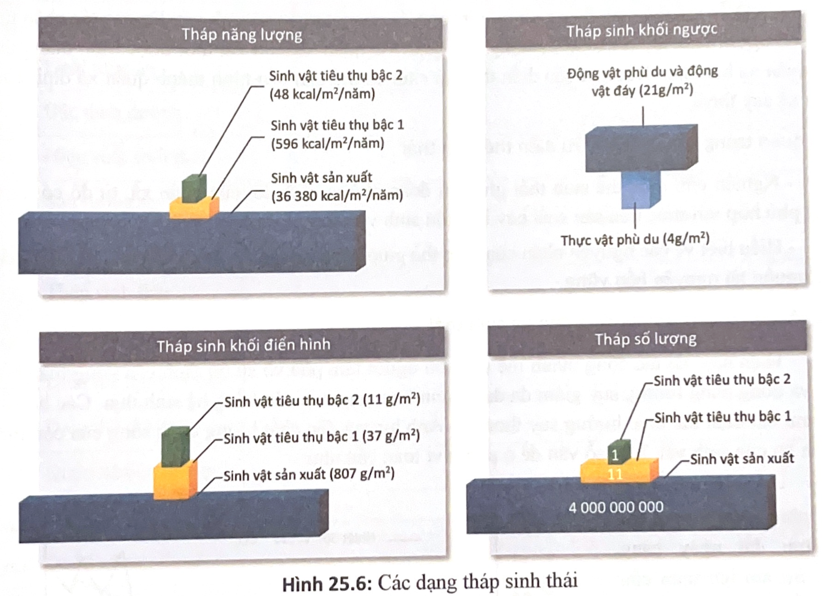 Tháp năng lượng
Sinh vật tiêu thụ bậc 2
(48 kcal/m²/năm)
Sinh vật tiêu thụ bậc 1
(596 kcal/m²/năm)
Sinh vật sản xuất
(36 380 kcal/m²/năm)
Tháp sinh khối ngược
Động vật phù du và động
vật đáy (21g/m²)
Thực vật phù du (4g/m²)
Tháp sinh khối điển hình
Sinh vật tiêu thụ bậc 2 (11 g/m²)
Sinh vật tiêu thụ bậc 1 (37 g/m²)
Sinh vật sản xuất (807 g/m²)
Tháp số lượng
Sinh vật tiêu thụ bậc 2
Sinh vật tiêu thụ bậc 1
Sinh vật sản xuất
1
11
4 000 000 000
Hình 25.6: Các dạng tháp sinh thái